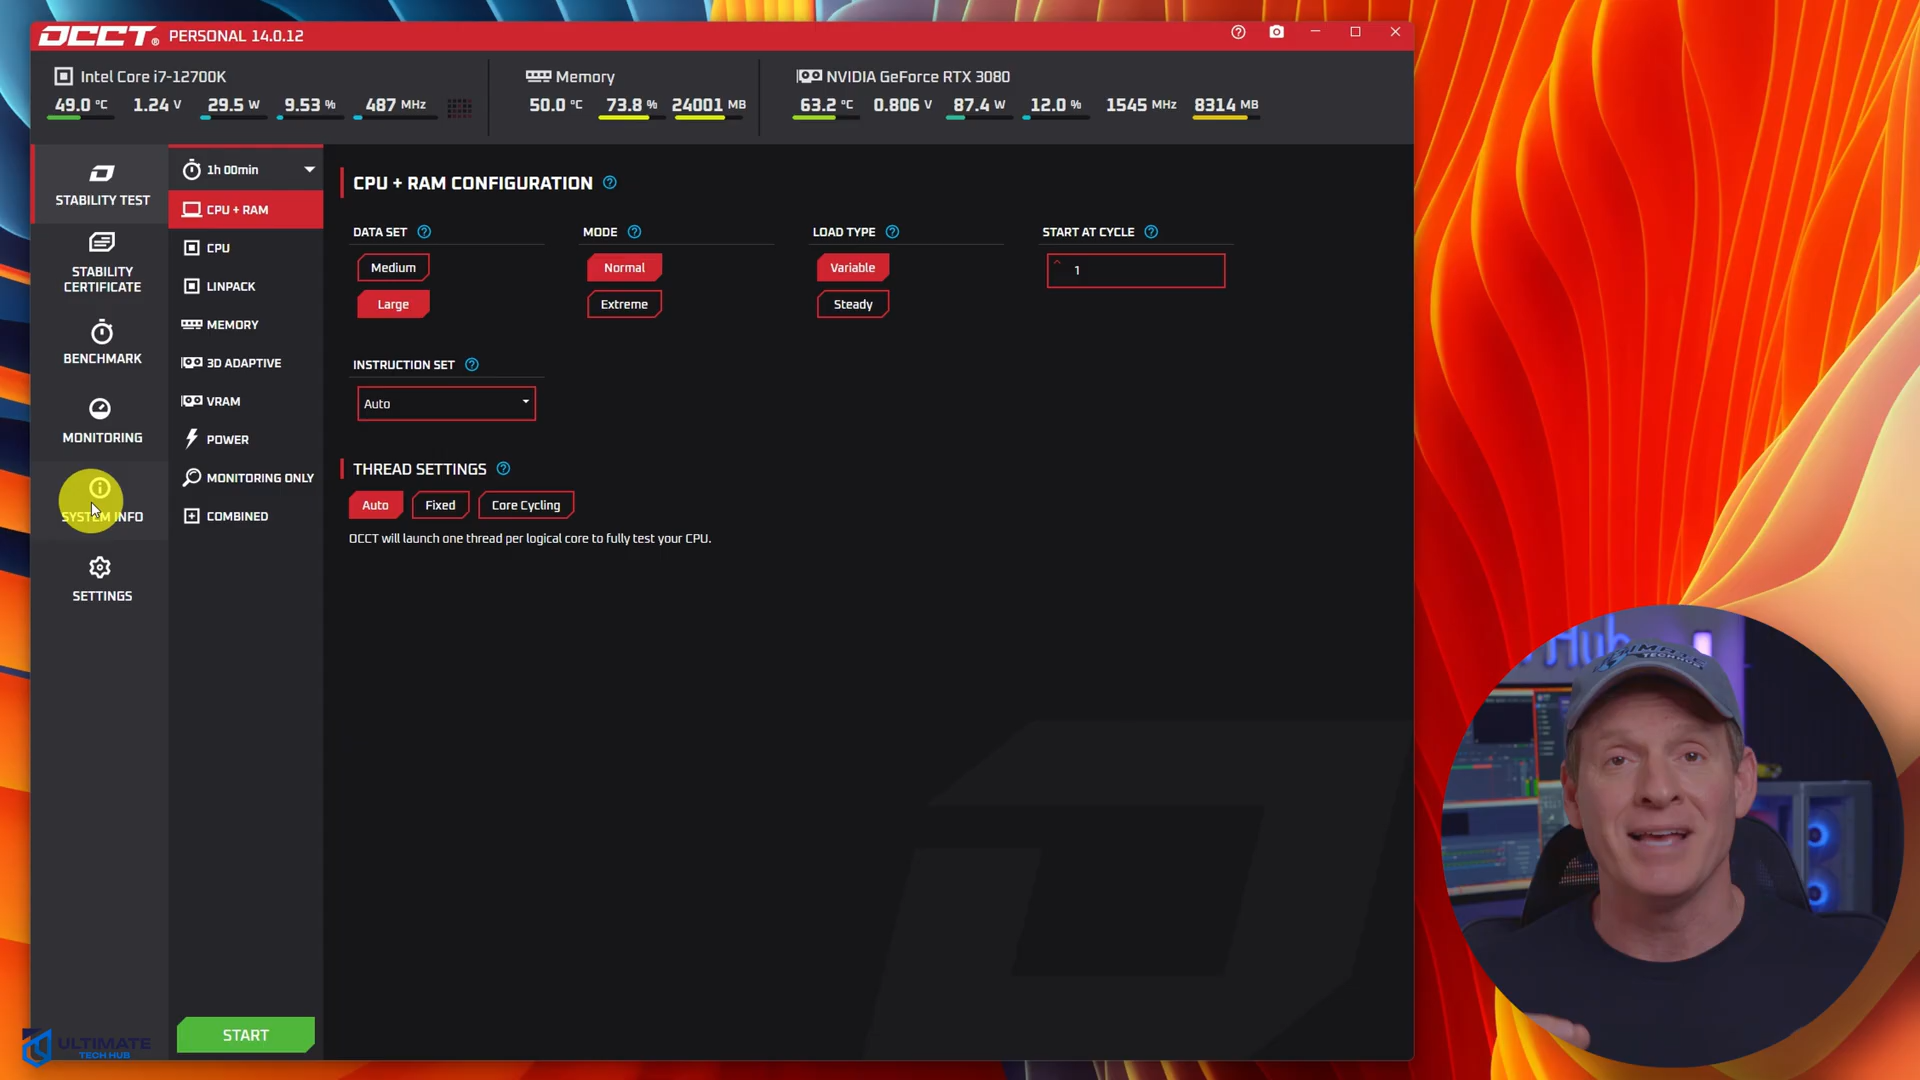 OCCT® PERSONAL 14.0.12
Intel Core i7-12700K
49.0 °C 1.24 V 29.5 W 9.53 % 487 MHz
Memory
50.0 °C 73.8 % 24001 MB
NVIDIA GeForce RTX 3080
63.2 °C 0.806 V 87.4 W 12.0 % 1545 MHz 8314 MB
STABILITY TEST
STABILITY
CERTIFICATE
BENCHMARK
MONITORING
SYSTEM INFO
SETTINGS
1h 00min
CPU + RAM
CPU
LINPACK
MEMORY
3D ADAPTIVE
VRAM
POWER
MONITORING ONLY
COMBINED
START
CPU + RAM CONFIGURATION
DATA SET
Medium
Large
MODE
Normal
Extreme
LOAD TYPE
Variable
Steady
START AT CYCLE
1
INSTRUCTION SET
Auto
THREAD SETTINGS
Auto Fixed Core Cycling
OCCT will launch one thread per logical core to fully test your CPU.
ULTIMATE
TECH HUB
Hub